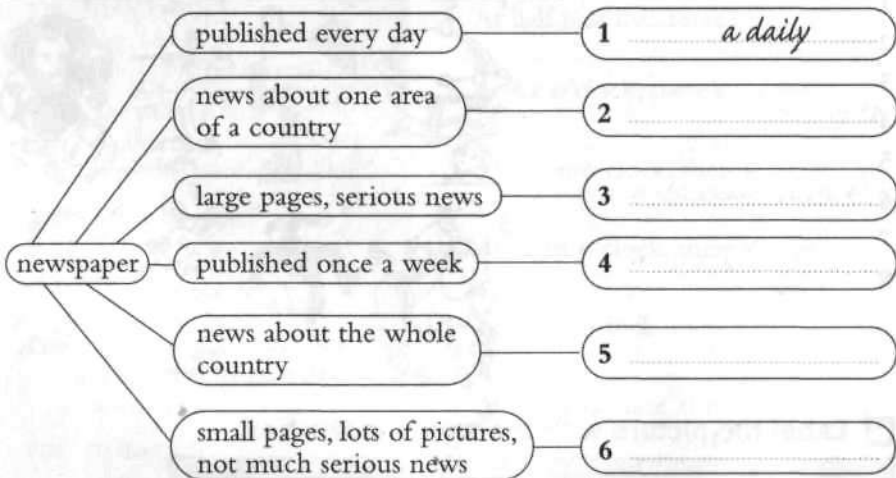 published every day
1 a daily
news about one area
of a country
2
large pages, serious news
3
newspaper
published once a week
4
news about the whole
country
5
small pages, lots of pictures,
not much serious news
6